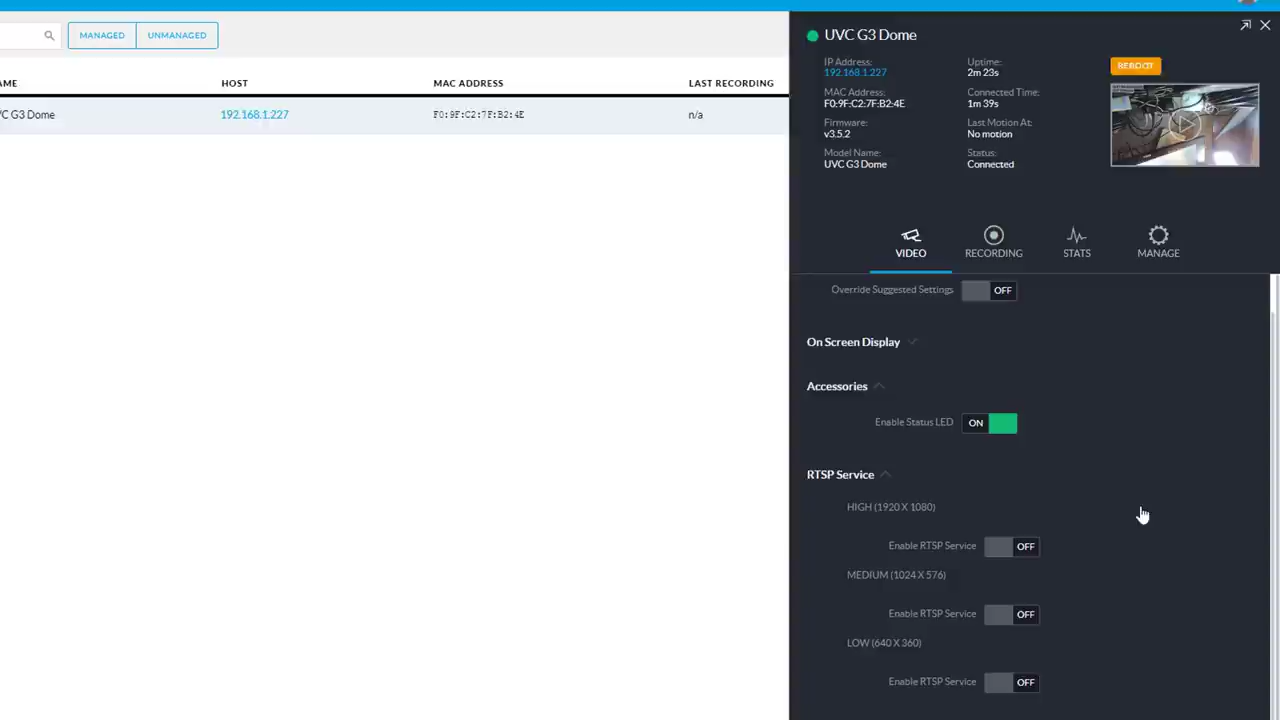 MANAGED UNMANAGED
AME HOST MAC ADDRESS LAST RECORDING
VC G3 Dome 192.168.1.227 F0:9F:C2:7F:B2:4E n/a
UVC G3 Dome
IP Address: Uptime:
192.168.1.227 2m 23s
REBOOT
MAC Address: Connected Time:
F0:9F:C2:7F:B2:4E 1m 39s
Firmware: Last Motion At:
v3.5.2 No motion
Model Name: Status:
UVC G3 Dome Connected
VIDEO RECORDING STATS MANAGE
Override Suggested Settings OFF
On Screen Display
Accessories
Enable Status LED ON
RTSP Service
HIGH (1920 X 1080)
Enable RTSP Service OFF
MEDIUM (1024 X 576)
Enable RTSP Service OFF
LOW (640 X 360)
Enable RTSP Service OFF